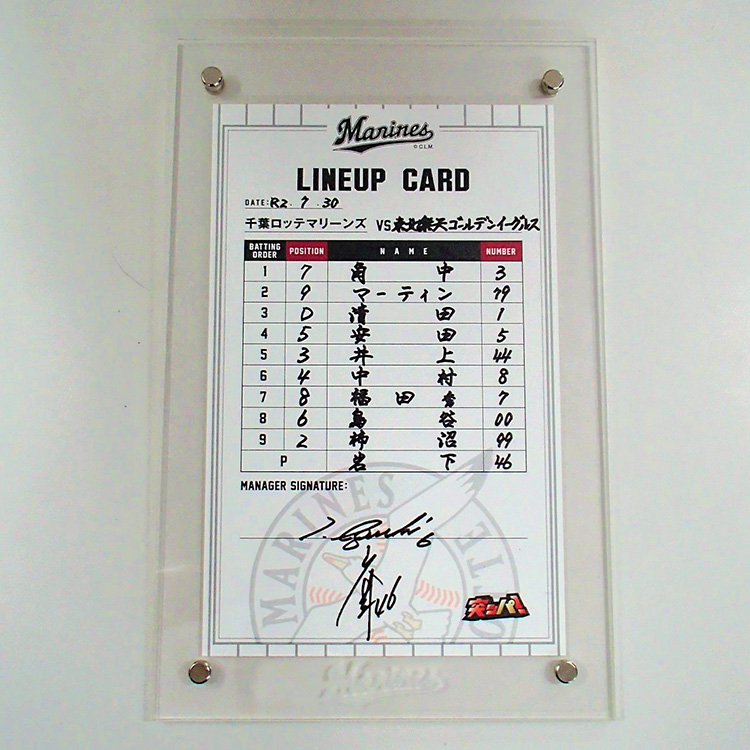 Marines
©C.L.M
LINEUP CARD
DATE: R2. 7. 30
千葉ロッテマリーンズ VS. 東北楽天ゴールデンイーグルス
BATTING ORDER POSITION NAME NUMBER
1 7 角中 3
2 9 マーティン 79
3 D 清田 1
4 5 安田 5
5 3 井上 44
6 4 中村 8
7 8 福田秀 7
8 6 鳥谷 00
9 2 柿沼 99
P 岩下 46
MANAGER SIGNATURE:
6
46
MARINES
突ッパ!
Marines